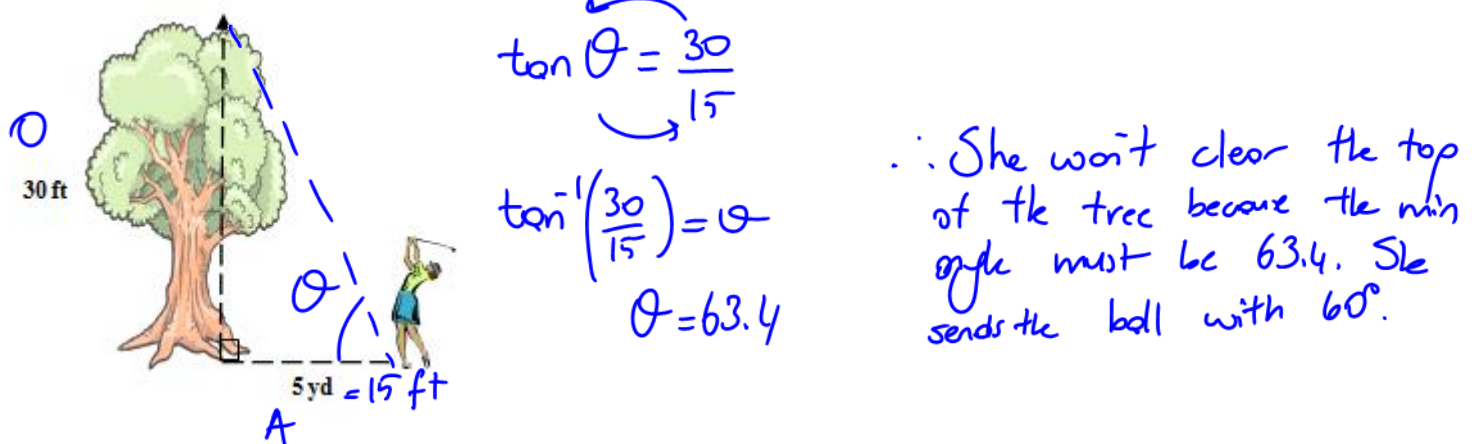 O
30 ft
θ
5 yd = 15 ft
A
tan θ = 30/15
tan⁻¹(30/15) = θ
θ = 63.4
∴ She won't clear the top
of the tree because the min
angle must be 63.4. She
sends the ball with 60°.